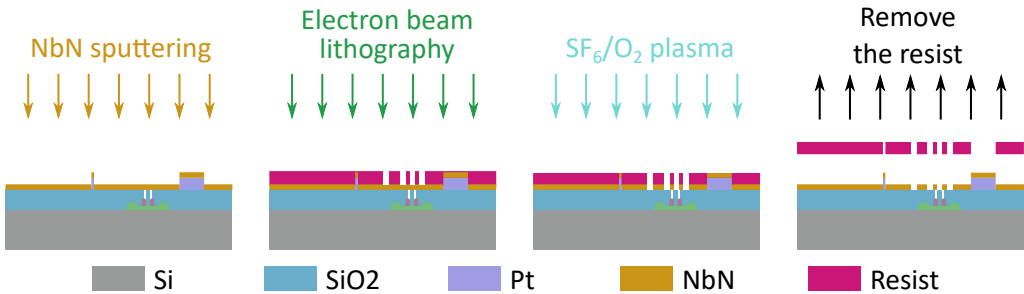 NbN sputtering
Electron beam
lithography
SF₆/O₂ plasma
Remove
the resist
Si
SiO2
Pt
NbN
Resist